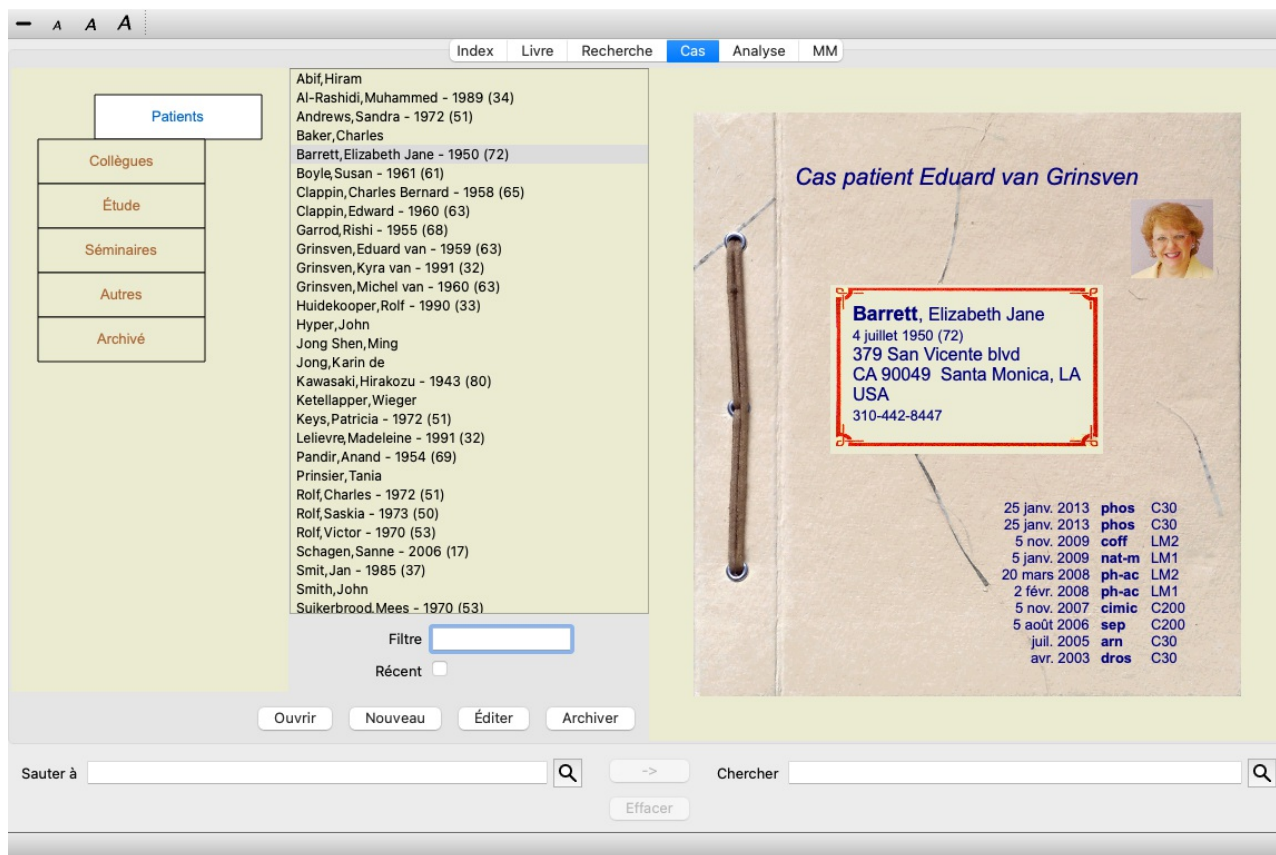 A A A
Index Livre Recherche Cas Analyse MM
Patients
Collègues
Étude
Séminaires
Autres
Archivé
Abif,Hiram
Al-Rashidi,Muhammed - 1989 (34)
Andrews,Sandra - 1972 (51)
Baker,Charles
Barrett,Elizabeth Jane - 1950 (72)
Boyle,Susan - 1961 (61)
Clappin,Charles Bernard - 1958 (65)
Clappin,Edward - 1960 (63)
Garrod,Rishi - 1955 (68)
Grinsven,Eduard van - 1959 (63)
Grinsven,Kyra van - 1991 (32)
Grinsven,Michel van - 1960 (63)
Huidekooper,Rolf - 1990 (33)
Hyper,John
Jong Shen,Ming
Jong,Karin de
Kawasaki,Hirakozu - 1943 (80)
Ketellapper,Wieger
Keys,Patricia - 1972 (51)
Lelievre,Madeleine - 1991 (32)
Pandir,Anand - 1954 (69)
Prinsier,Tania
Rolf,Charles - 1972 (51)
Rolf,Saskia - 1973 (50)
Rolf,Victor - 1970 (53)
Schagen,Sanne - 2006 (17)
Smit,Jan - 1985 (37)
Smith,John
Suikerbrood,Mees - 1970 (53)
Filtre
Récent
Ouvrir Nouveau Éditer Archiver
Cas patient Eduard van Grinsven
Barrett, Elizabeth Jane
4 juillet 1950 (72)
379 San Vicente blvd
CA 90049 Santa Monica, LA
USA
310-442-8447
25 janv. 2013 phos C30
25 janv. 2013 phos C30
5 nov. 2009 coff LM2
5 janv. 2009 nat-m LM1
20 mars 2008 ph-ac LM2
2 févr. 2008 ph-ac LM1
5 nov. 2007 cimic C200
5 août 2006 sep C200
juil. 2005 arn C30
avr. 2003 dros C30
Sauter à -> Chercher
Effacer